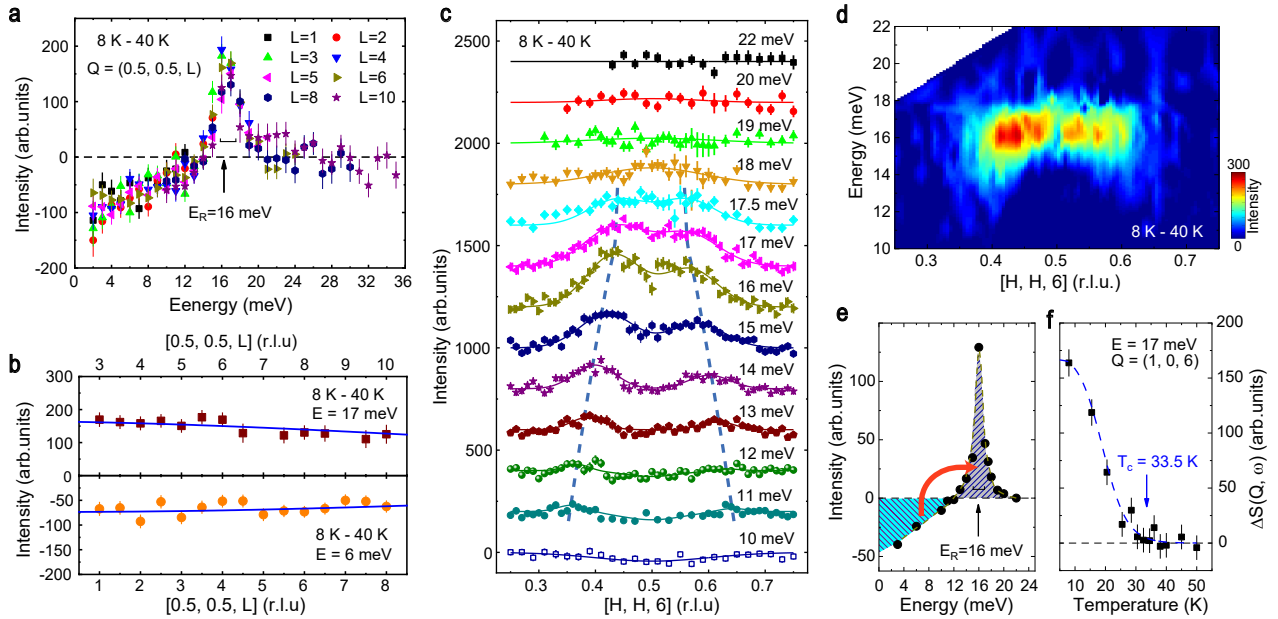 a
8 K - 40 K
Q = (0.5, 0.5, L)
L=1
L=2
L=3
L=4
L=5
L=6
L=8
L=10
Intensity (arb.units)
200
100
0
-100
-200
E_R=16 meV
0 4 8 12 16 20 24 28 32 36
Eenergy (meV)
b
[0.5, 0.5, L] (r.l.u)
3 4 5 6 7 8 9 10
Intensity (arb.units)
300
200
100
0
8 K - 40 K
E = 17 meV
-50
-100
-150
-200
8 K - 40 K
E = 6 meV
1 2 3 4 5 6 7 8
[0.5, 0.5, L] (r.l.u)
c
8 K - 40 K
Intensity (arb.units)
2500
2000
1500
1000
500
0
22 meV
20 meV
19 meV
18 meV
17.5 meV
17 meV
16 meV
15 meV
14 meV
13 meV
12 meV
11 meV
10 meV
0.3 0.4 0.5 0.6 0.7
[H, H, 6] (r.l.u)
d
Energy (meV)
22
20
18
16
14
12
10
8 K - 40 K
300
Intensity
0
0.3 0.4 0.5 0.6 0.7
[H, H, 6] (r.l.u.)
e
Intensity (arb.units)
100
50
0
-50
E_R=16 meV
0 4 8 12 16 20 24
Energy (meV)
f
E = 17 meV
Q = (1, 0, 6)
T_c = 33.5 K
200
150
100
50
0
ΔS(Q, ω) (arb.units)
10 20 30 40 50
Temperature (K)